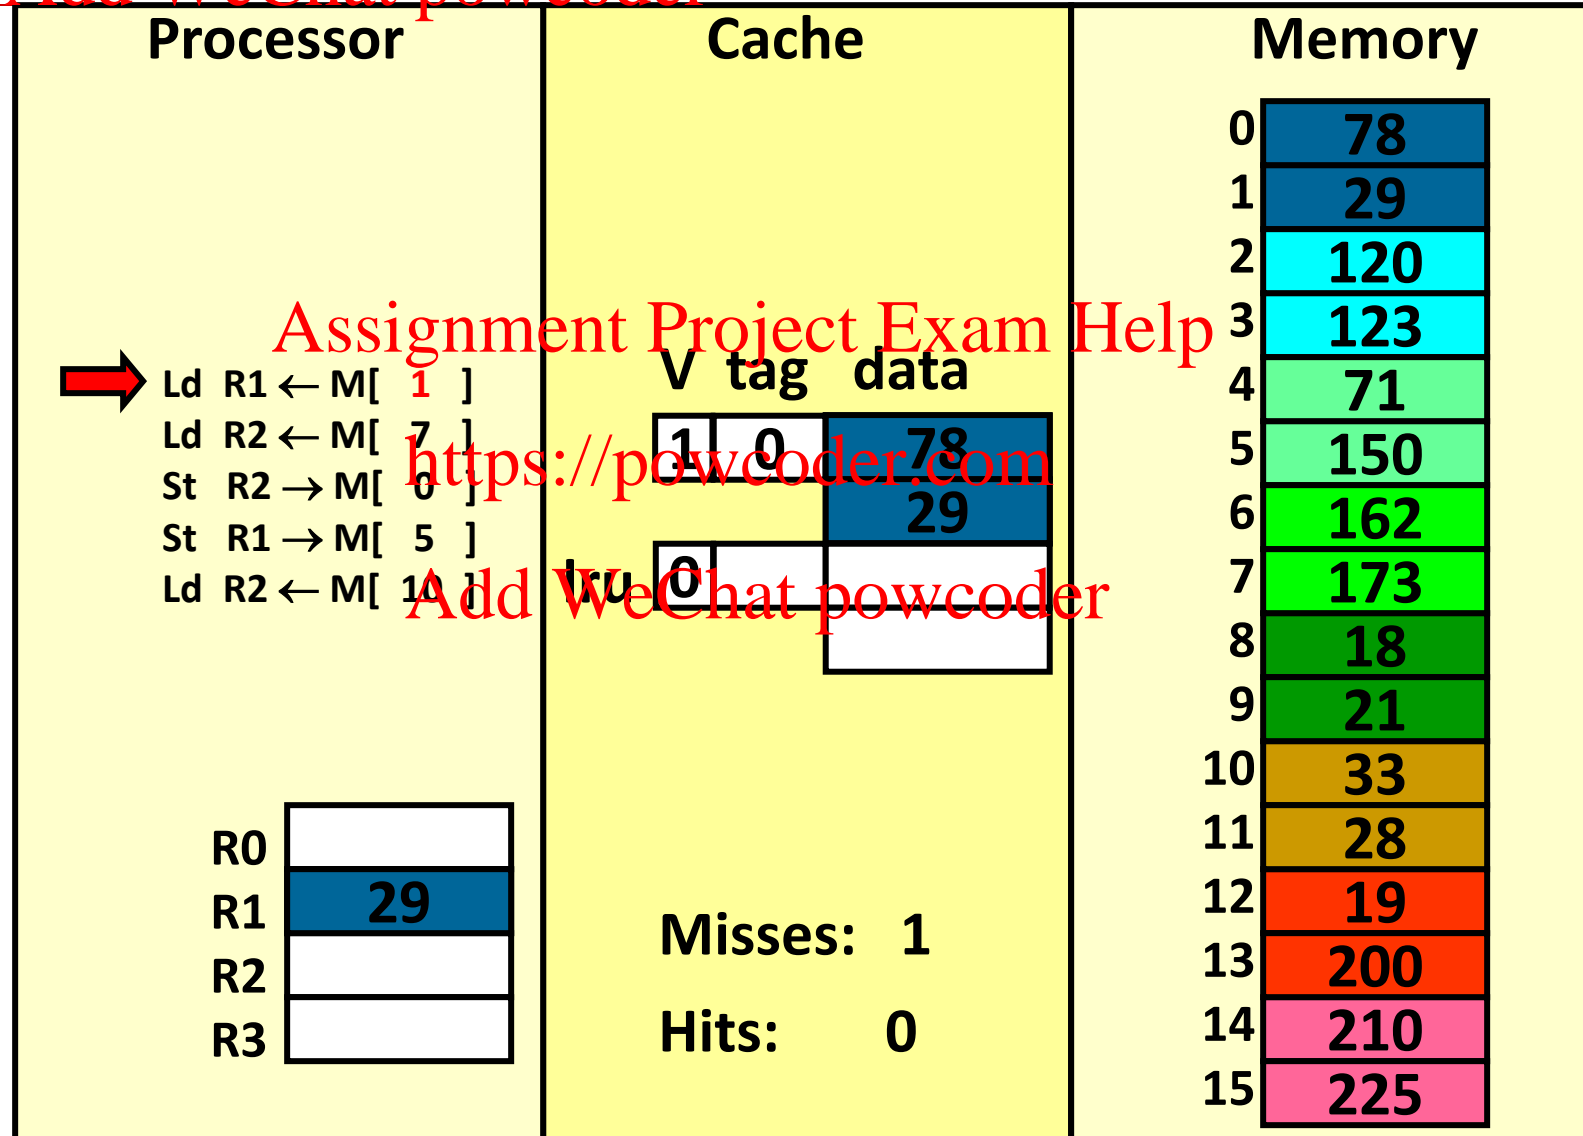 Add WeChat powcoder
Processor
Cache
Memory
Assignment Project Exam Help
Ld R1 ← M[ 1 ]
Ld R2 ← M[ 7 ]
St R2 → M[ 0 ]
St R1 → M[ 5 ]
Ld R2 ← M[ 10 ]
https://powcoder.com
Add WeChat powcoder
R0
R1 29
R2
R3
V tag data
1 0 78
29
lru 0
Misses: 1
Hits: 0
0 78
1 29
2 120
3 123
4 71
5 150
6 162
7 173
8 18
9 21
10 33
11 28
12 19
13 200
14 210
15 225